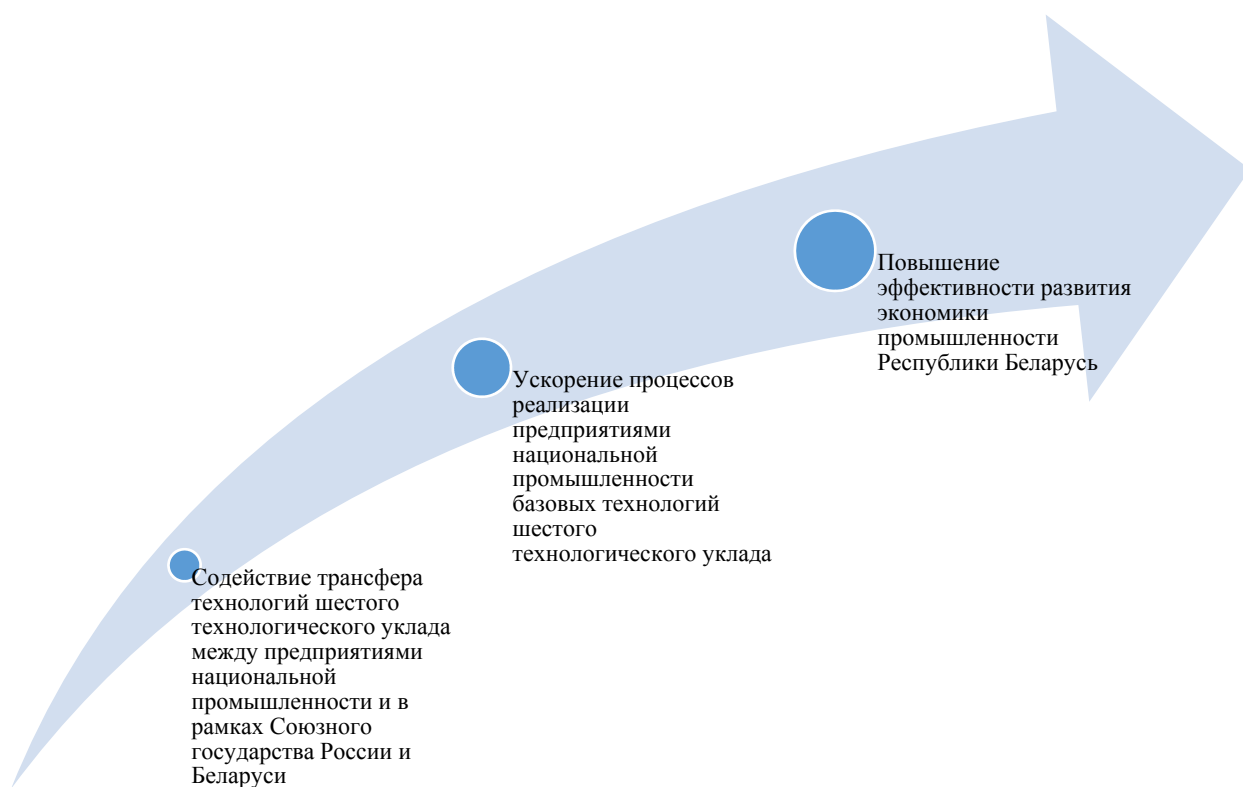 Повышение
эффективности развития
экономики
промышленности
Республики Беларусь
Ускорение процессов
реализации
предприятиями
национальной
промышленности
базовых технологий
шестого
технологического уклада
Содействие трансфера
технологий шестого
технологического уклада
между предприятиями
национальной
промышленности и в
рамках Союзного
государства России и
Беларуси